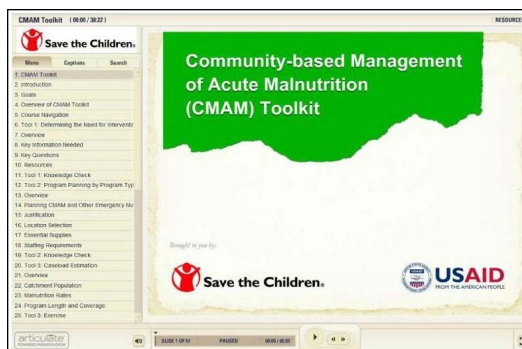 CMAM Toolkit (00:00 / 38:22)
RESOURCES
Save the Children®
Menu Captions Search
1. CMAM Toolkit
2. Introduction
3. Goals
4. Overview of CMAM Toolkit
5. Course Navigation
6. Tool 1: Determining the Need for Interventio
7. Overview
8. Key Information Needed
9. Key Questions
10. Resources
11. Tool 1: Knowledge Check
12. Tool 2: Program Planning by Program Typ
13. Overview
14. Planning CMAM and Other Emergency Nu
15. Justification
16. Location Selection
17. Essential Supplies
18. Staffing Requirements
19. Tool 2: Knowledge Check
20. Tool 3: Caseload Estimation
21. Overview
22. Catchment Population
23. Malnutrition Rates
24. Program Length and Coverage
25. Tool 3: Exercise
Community-based Management
of Acute Malnutrition
(CMAM) Toolkit
Brought to you by:
Save the Children®
USAID
FROM THE AMERICAN PEOPLE
articulate
POWERED PRESENTATION
SLIDE 1 OF 51 PAUSED 00:00 / 00:05